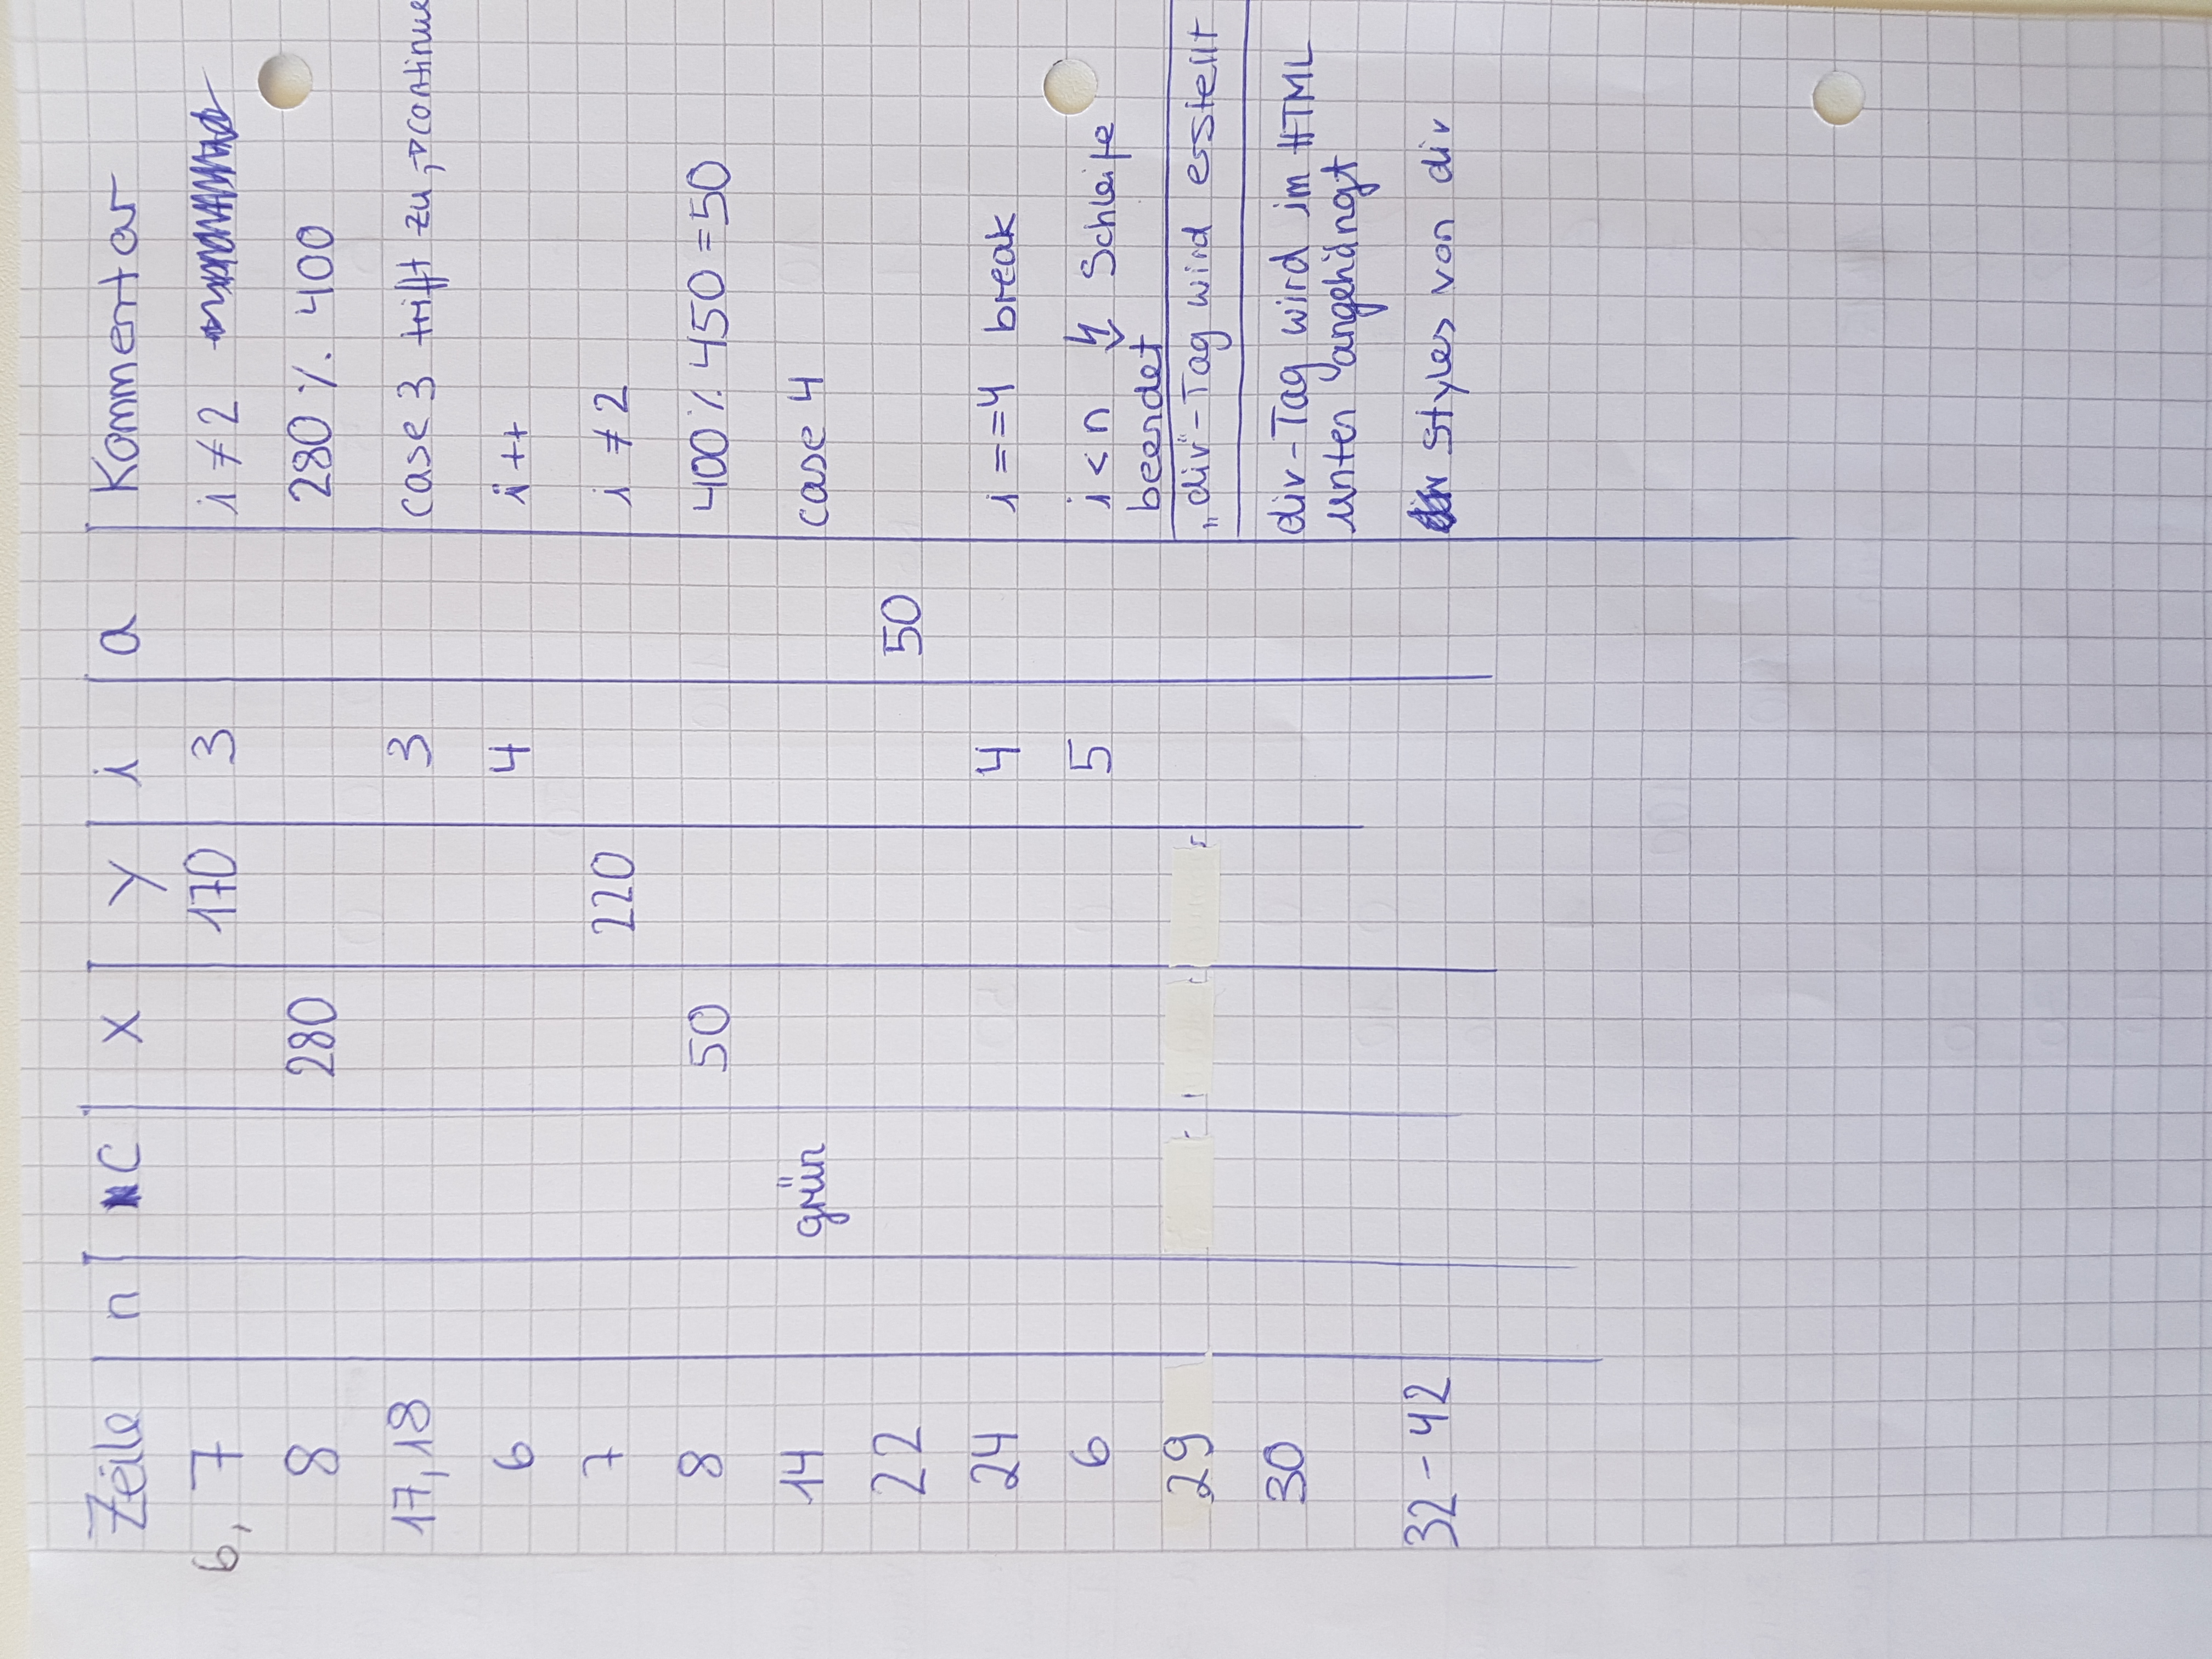 Zeile n C x y i a Kommentar
6, 7 170 3 i ≠ 2
8 280 280 % 400
17,18 3 case 3 trifft zu, → continue
6 4 i ++
7 220 i ≠ 2
8 50 400 % 450 = 50
14 grün case 4
22 50
24 4 i ==4 break
6 5 i < n ↯ Schleife
beendet
29 „div"-Tag wird erstellt
30 div-Tag wird im HTML
unten angehängt
32 - 42 styles von div